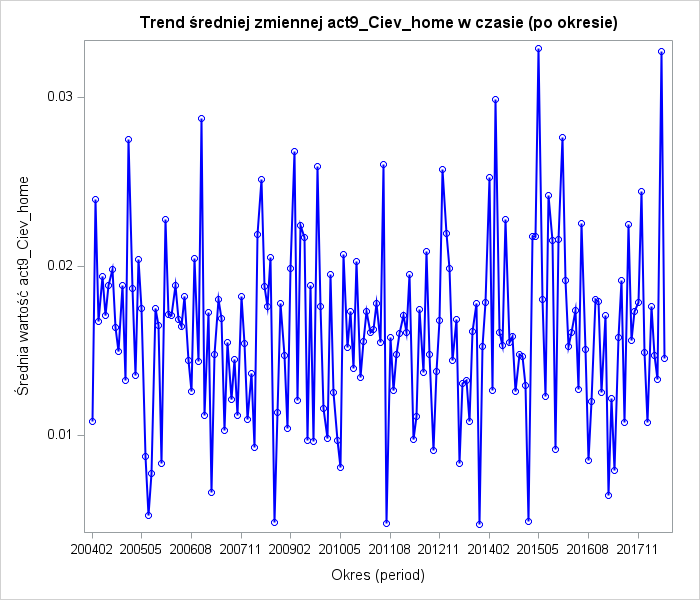 Trend średniej zmiennej act9_Ciev_home w czasie (po okresie)
Średnia wartość act9_Ciev_home
0.03
0.02
0.01
200402 200505 200608 200711 200902 201005 201108 201211 201402 201505 201608 201711
Okres (period)